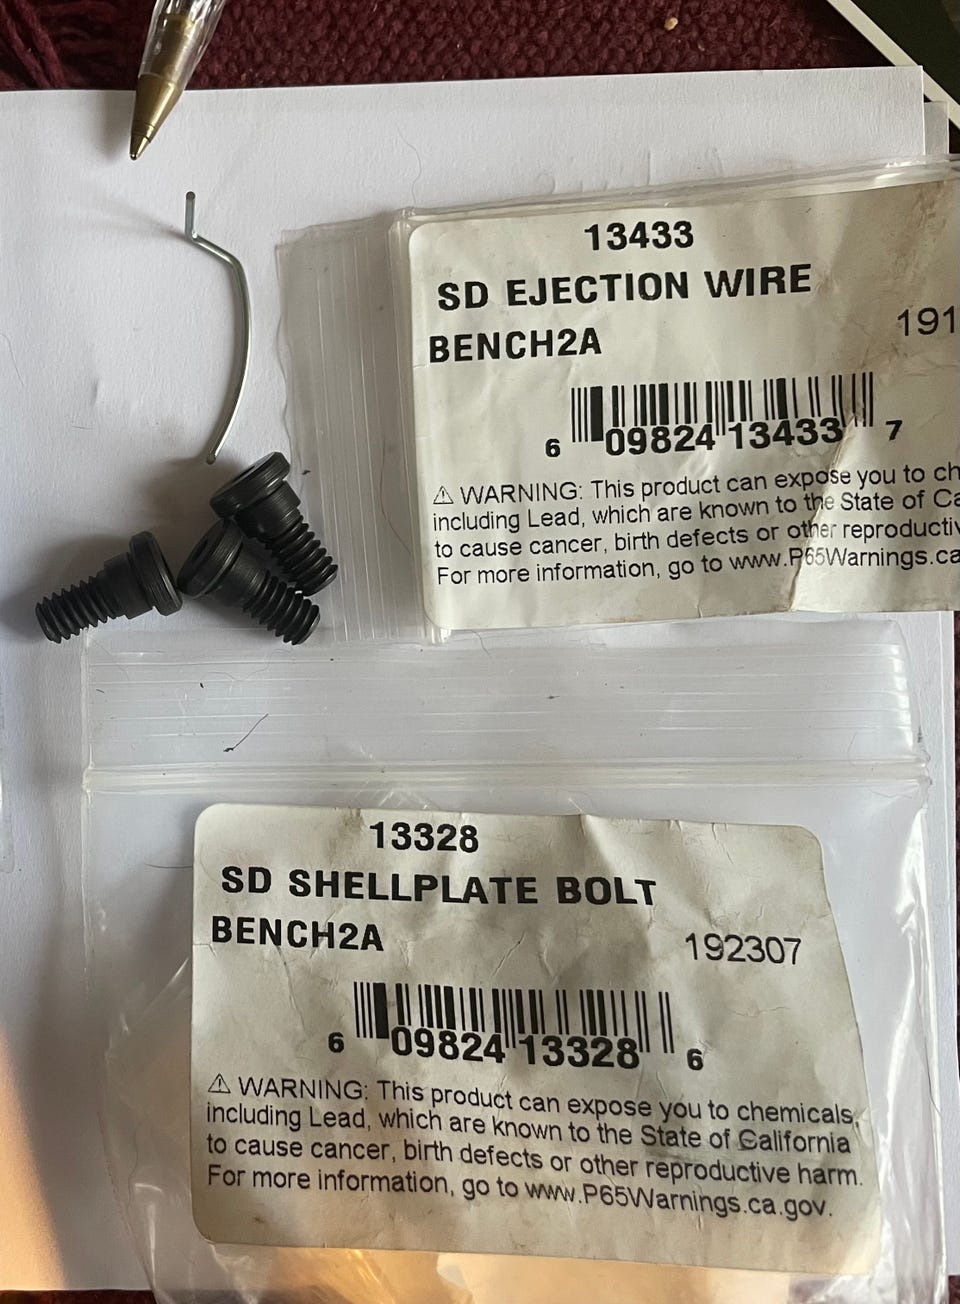 13433
SD EJECTION WIRE
BENCH2A
191
6 09824 13433 7
⚠ WARNING: This product can expose you to ch
including Lead, which are known to the State of Ca
to cause cancer, birth defects or other reproductiv
For more information, go to www.P65Warnings.ca
13328
SD SHELLPLATE BOLT
BENCH2A
192307
6 09824 13328 6
⚠ WARNING: This product can expose you to chemicals,
including Lead, which are known to the State of California
to cause cancer, birth defects or other reproductive harm.
For more information, go to www.P65Warnings.ca.gov.